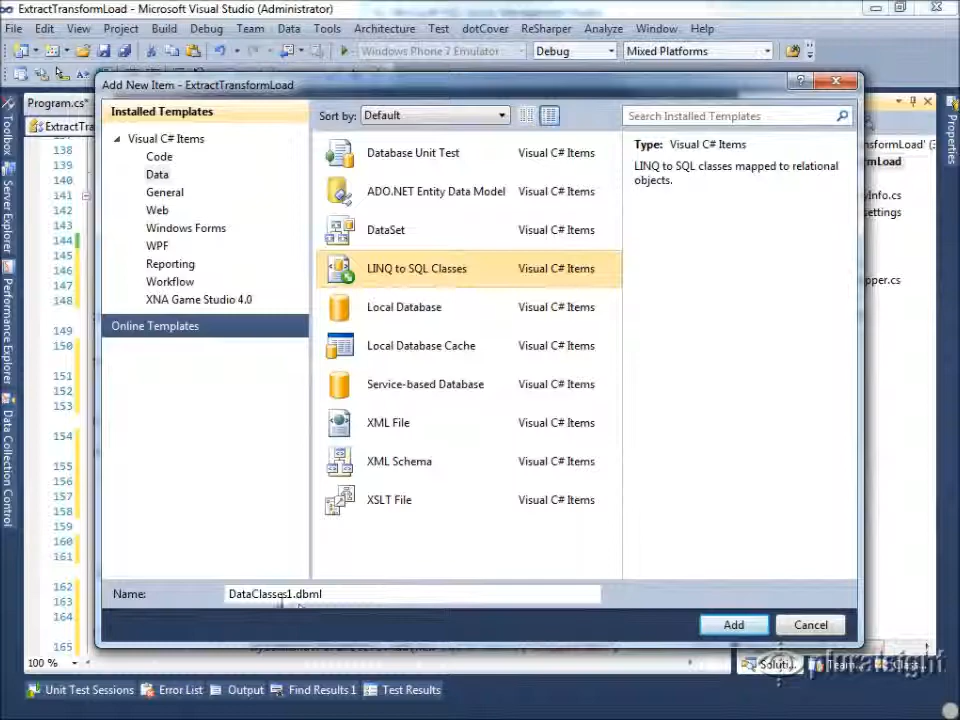 ExtractTransformLoad - Microsoft Visual Studio (Administrator)
File Edit View Project Build Debug Team Data Tools Architecture Test dotCover ReSharper Analyze Window Help
Windows Phone 7 Emulator Debug Mixed Platforms
Add New Item - ExtractTransformLoad
Program.cs*
ExtractTra
Toolbox
Server Explorer
Performance Explorer
Data Collection Control
Properties
138
139
140
141
142
143
144
145
146
147
148
149
150
151
152
153
154
155
156
157
158
159
160
161
162
163
164
165
100 %
Installed Templates
Visual C# Items
Code
Data
General
Web
Windows Forms
WPF
Reporting
Workflow
XNA Game Studio 4.0
Online Templates
Sort by: Default
Search Installed Templates
Database Unit Test Visual C# Items
ADO.NET Entity Data Model Visual C# Items
DataSet Visual C# Items
LINQ to SQL Classes Visual C# Items
Local Database Visual C# Items
Local Database Cache Visual C# Items
Service-based Database Visual C# Items
XML File Visual C# Items
XML Schema Visual C# Items
XSLT File Visual C# Items
Type: Visual C# Items
LINQ to SQL classes mapped to relational
objects.
Name: DataClasses1.dbml
Add Cancel
pluralsight
Unit Test Sessions Error List Output Find Results 1 Test Results